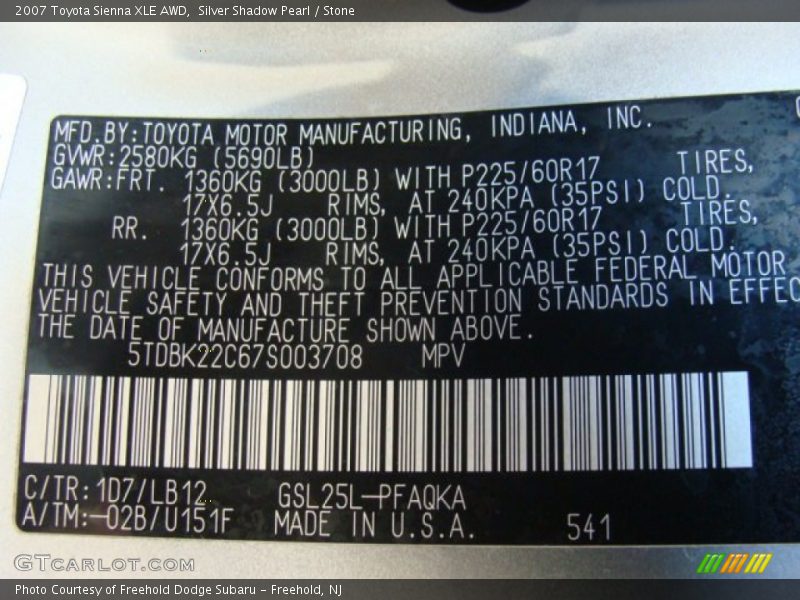 2007 Toyota Sienna XLE AWD,  Silver Shadow Pearl / Stone
MFD. BY: TOYOTA MOTOR MANUFACTURING, INDIANA, INC.
GVWR: 2580KG (5690LB)
GAWR: FRT. 1360KG (3000LB) WITH P225/60R17 TIRES,
17X6.5J RIMS, AT 240KPA (35PSI) COLD.
RR. 1360KG (3000LB) WITH P225/60R17 TIRES,
17X6.5J RIMS, AT 240KPA (35PSI) COLD.
THIS VEHICLE CONFORMS TO ALL APPLICABLE FEDERAL MOTOR
VEHICLE SAFETY AND THEFT PREVENTION STANDARDS IN EFFEC
THE DATE OF MANUFACTURE SHOWN ABOVE.
5TDBK22C67S003708 MPV
C/TR: 1D7/LB12 GSL25L-PFAQKA
A/TM: -02B/U151F MADE IN U.S.A. 541
GTCARLOT.COM
Photo Courtesy of Freehold Dodge Subaru - Freehold, NJ